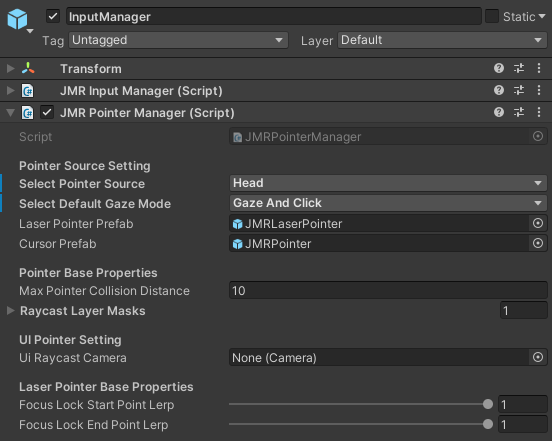 InputManager Static
Tag Untagged Layer Default
Transform
JMR Input Manager (Script)
JMR Pointer Manager (Script)
Script JMRPointerManager
Pointer Source Setting
Select Pointer Source Head
Select Default Gaze Mode Gaze And Click
Laser Pointer Prefab JMRLaserPointer
Cursor Prefab JMRPointer
Pointer Base Properties
Max Pointer Collision Distance 10
Raycast Layer Masks 1
UI Pointer Setting
Ui Raycast Camera None (Camera)
Laser Pointer Base Properties
Focus Lock Start Point Lerp 1
Focus Lock End Point Lerp 1